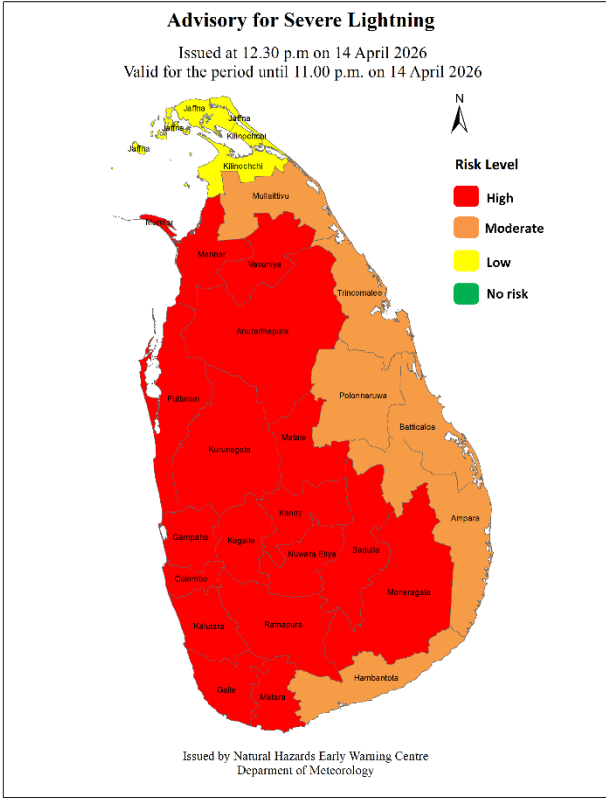 Advisory for Severe Lightning
Issued at 12.30 p.m on 14 April 2026
Valid for the period until 11.00 p.m. on 14 April 2026
N
Risk Level
High
Moderate
Low
No risk
Jaffna
Jaffna
Jaffna
Jaffna
Kilinochchi
Kilinochchi
Mullaittivu
Mannar
Mannar
Vavuniya
Trincomalee
Anuradhapura
Polonnaruwa
Puttalam
Batticaloa
Matale
Kurunegala
Kandy
Ampara
Gampaha
Kegalle
Nuwara Eliya
Badulla
Colombo
Moneragala
Kalutara
Ratnapura
Hambantota
Galle
Matara
Issued by Natural Hazards Early Warning Centre
Deparment of Meteorology